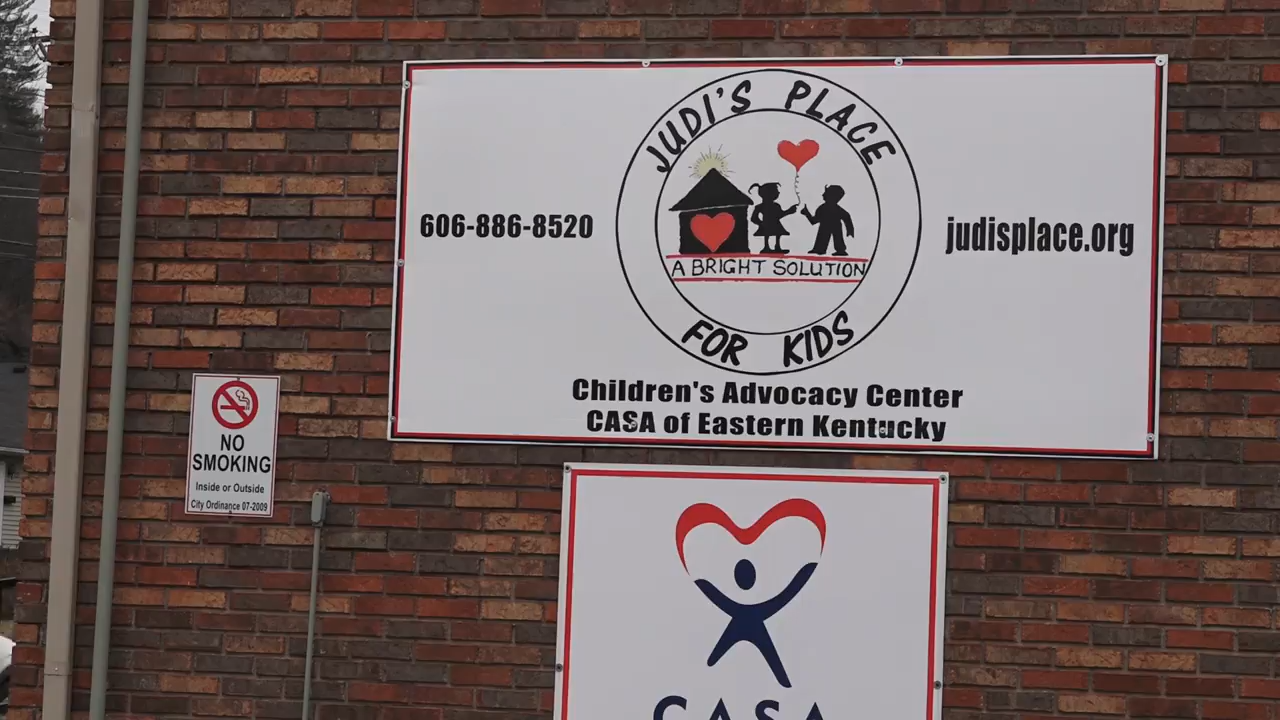 JUDI'S PLACE
606-886-8520
judisplace.org
A BRIGHT SOLUTION
FOR KIDS
Children's Advocacy Center
CASA of Eastern Kentucky
NO
SMOKING
Inside or Outside
City Ordinance 07-2009
CASA